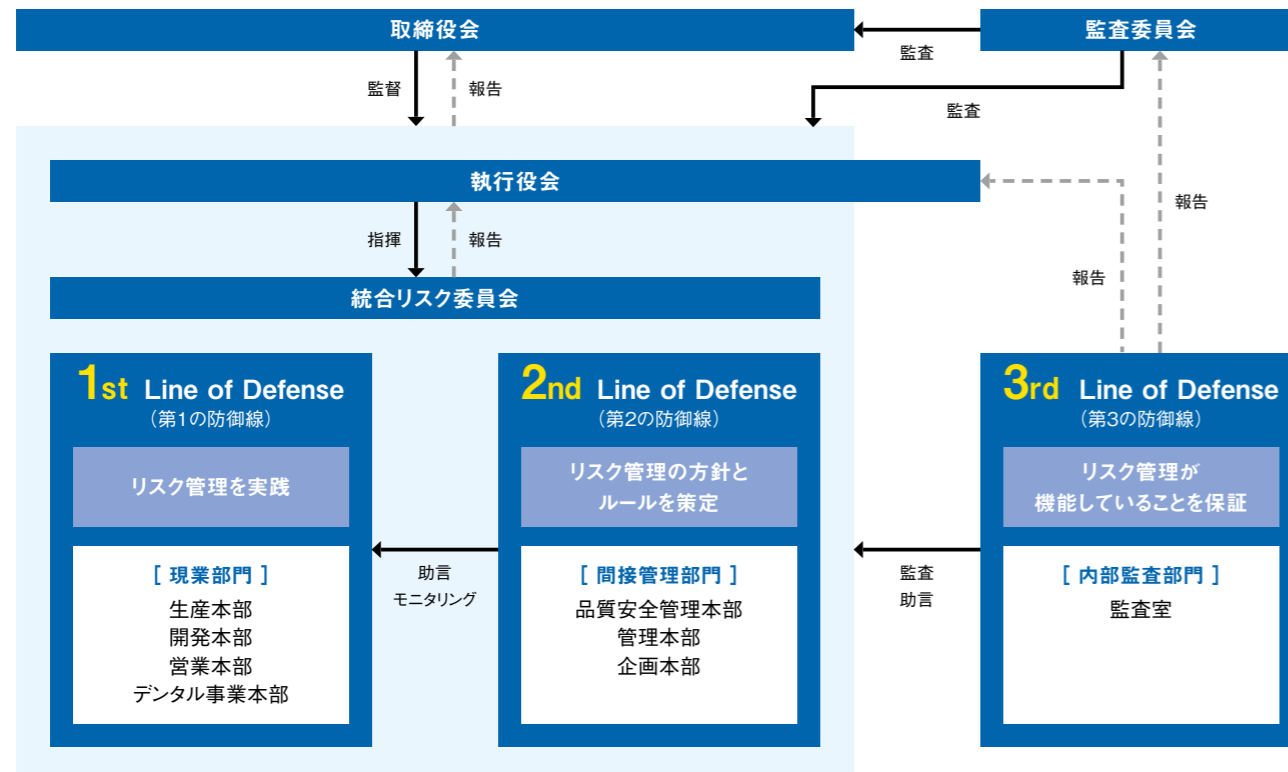 取締役会
監査委員会
監査
監督
報告
監査
執行役会
報告
指揮
報告
報告
統合リスク委員会
1st Line of Defense
（第1の防御線）
リスク管理を実践
［ 現業部門 ］
生産本部
開発本部
営業本部
デンタル事業本部
助言
モニタリング
2nd Line of Defense
（第2の防御線）
リスク管理の方針と
ルールを策定
［ 間接管理部門 ］
品質安全管理本部
管理本部
企画本部
監査
助言
3rd Line of Defense
（第3の防御線）
リスク管理が
機能していることを保証
［ 内部監査部門 ］
監査室